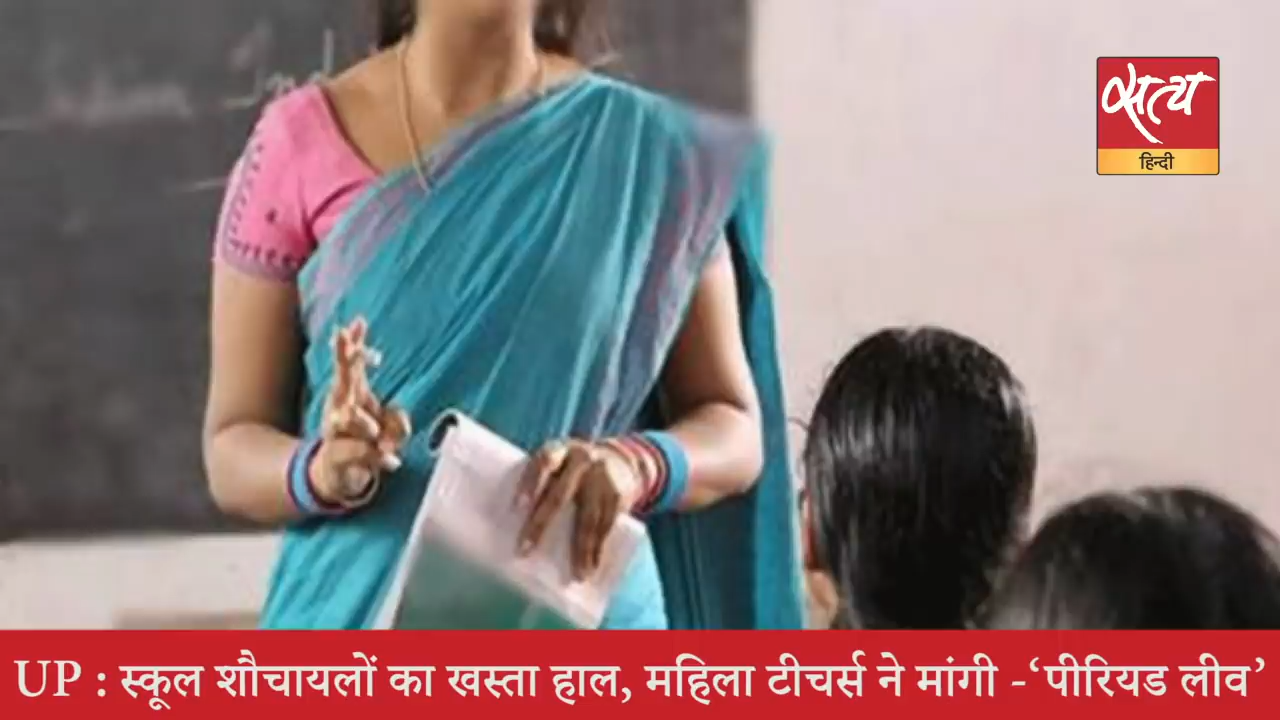 सत्य
हिन्दी
UP : स्कूल शौचायलों का खस्ता हाल, महिला टीचर्स ने मांगी -‘पीरियड लीव’